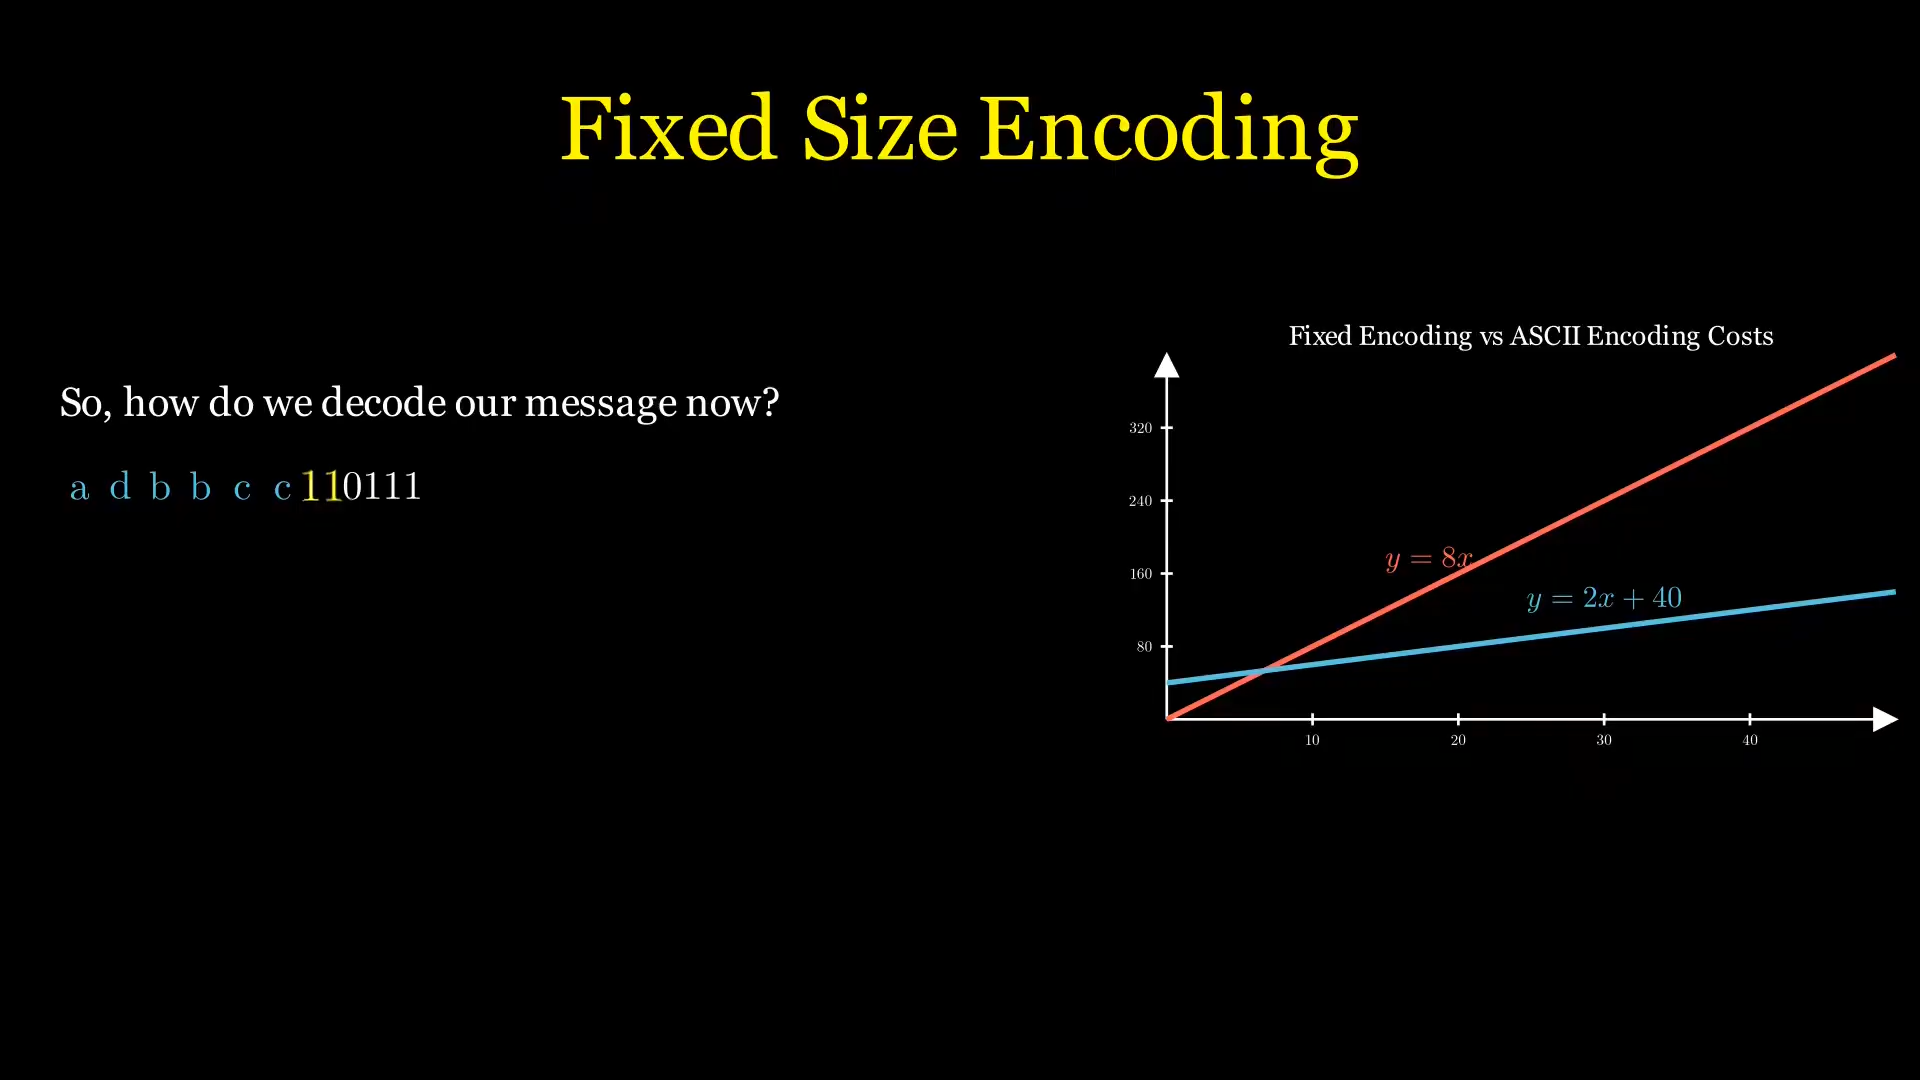 Fixed Size Encoding
So, how do we decode our message now?
a d b b c c 110111
Fixed Encoding vs ASCII Encoding Costs
320
240
160
80
y = 8x
y = 2x + 40
10 20 30 40